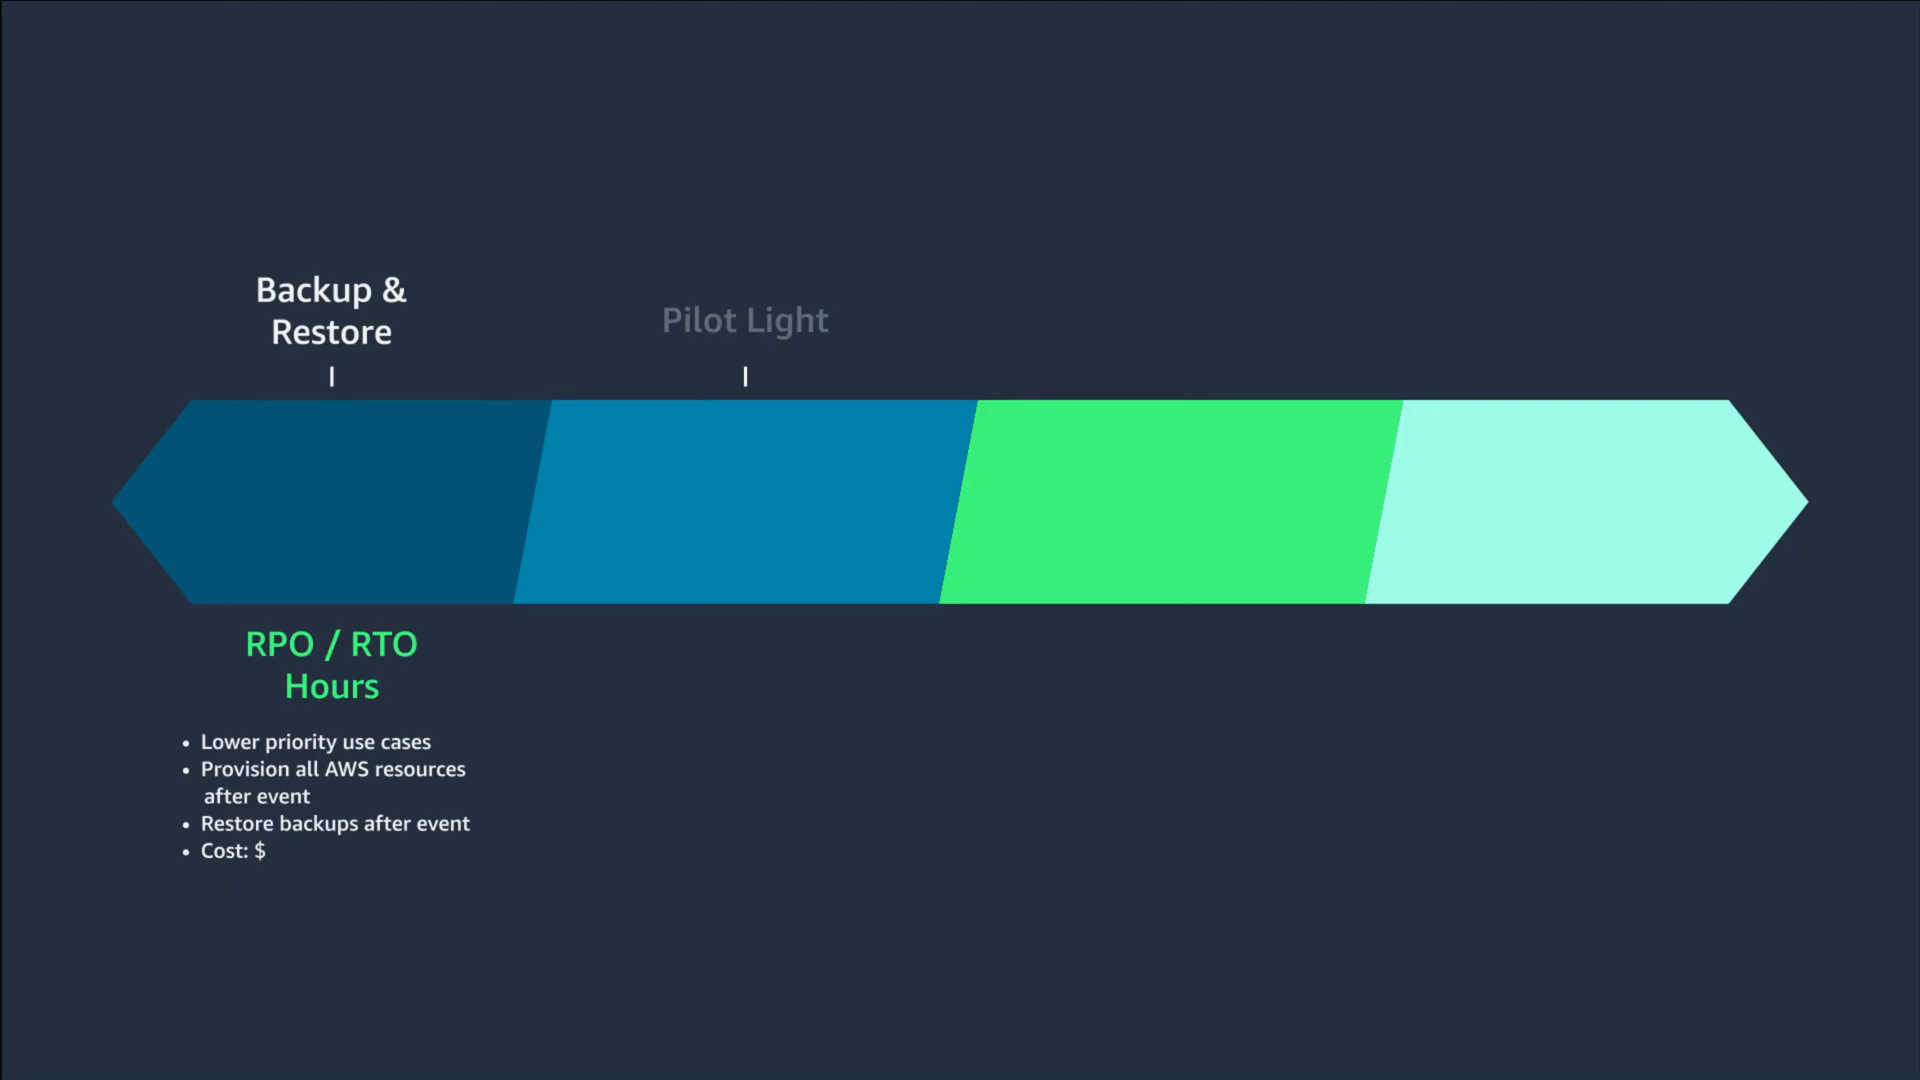 Backup &
Restore
Pilot Light
RPO / RTO
Hours
• Lower priority use cases
• Provision all AWS resources
after event
• Restore backups after event
• Cost: $